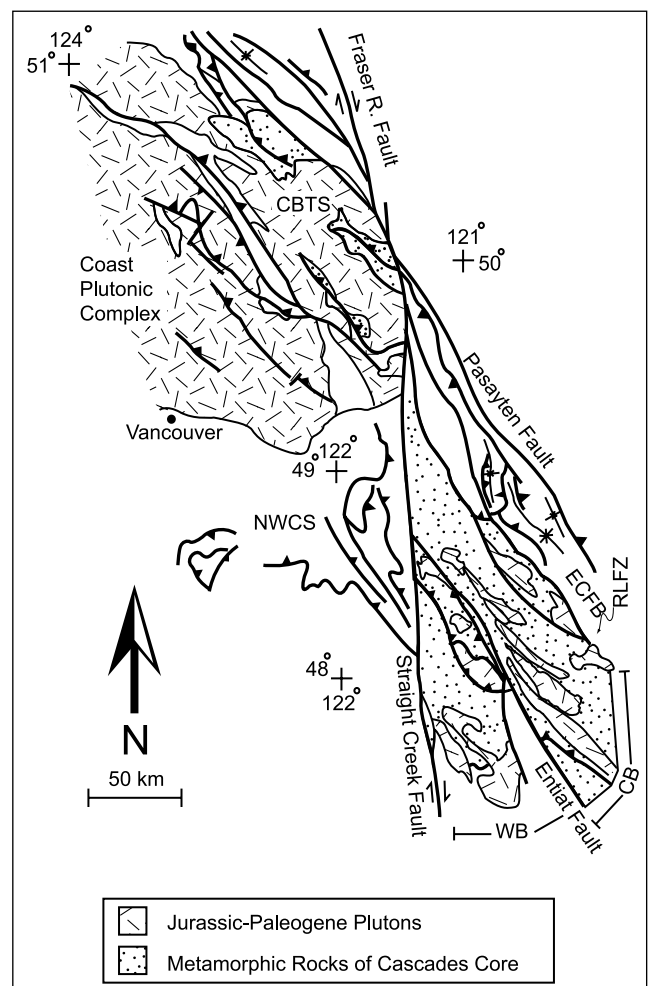 124°
51°
Fraser R. Fault
CBTS
121°
50°
Coast
Plutonic
Complex
Pasayten Fault
Vancouver
122°
49°
NWCS
ECFB
RLFZ
48°
122°
Straight Creek Fault
N
50 km
Entiat Fault
CB
WB
Jurassic-Paleogene Plutons
Metamorphic Rocks of Cascades Core